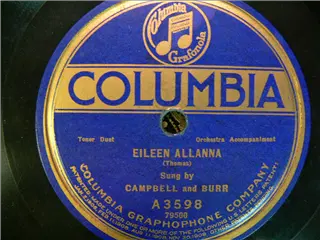 Columbia
Grafonola
COLUMBIA
Tenor Duet Orchestra Accompaniment
EILEEN ALLANNA
(Thomas)
Sung by
CAMPBELL and BURR
A3598
79500
COLUMBIA GRAPHOPHONE COMPANY